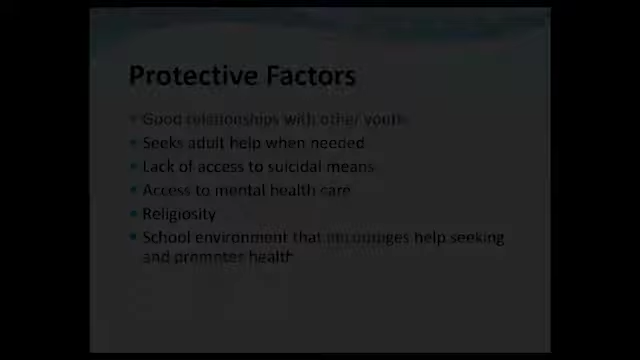 Protective Factors
• Good relationships with other youth
• Seeks adult help when needed
• Lack of access to suicidal means
• Access to mental health care
• Religiosity
• School environment that encourages help seeking
and promotes health